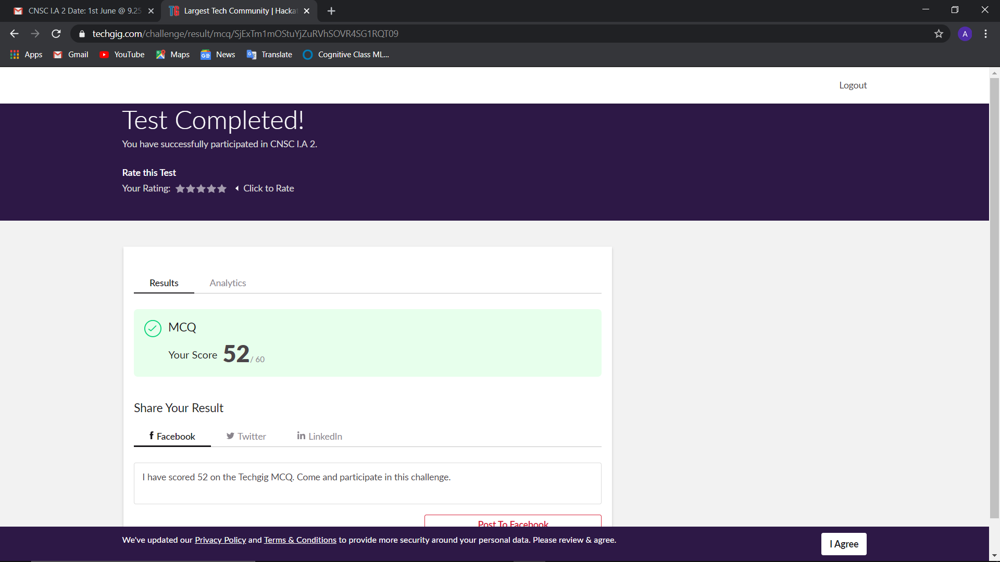 CNSC I.A 2 Date: 1st June @ 9.25
Largest Tech Community | Hacka
techgig.com/challenge/result/mcq/SjExTm1mOStuYjZuRVhSOVR4SG1RQT09
A
Apps
Gmail
YouTube
Maps
News
Translate
Cognitive Class ML...
Logout
Test Completed!
You have successfully participated in CNSC I.A 2.
Rate this Test
Your Rating: Click to Rate
Results Analytics
MCQ
Your Score 52 / 60
Share Your Result
Facebook Twitter LinkedIn
I have scored 52 on the Techgig MCQ. Come and participate in this challenge.
Post To Facebook
We've updated our Privacy Policy and Terms & Conditions to provide more security around your personal data. Please review & agree.
I Agree